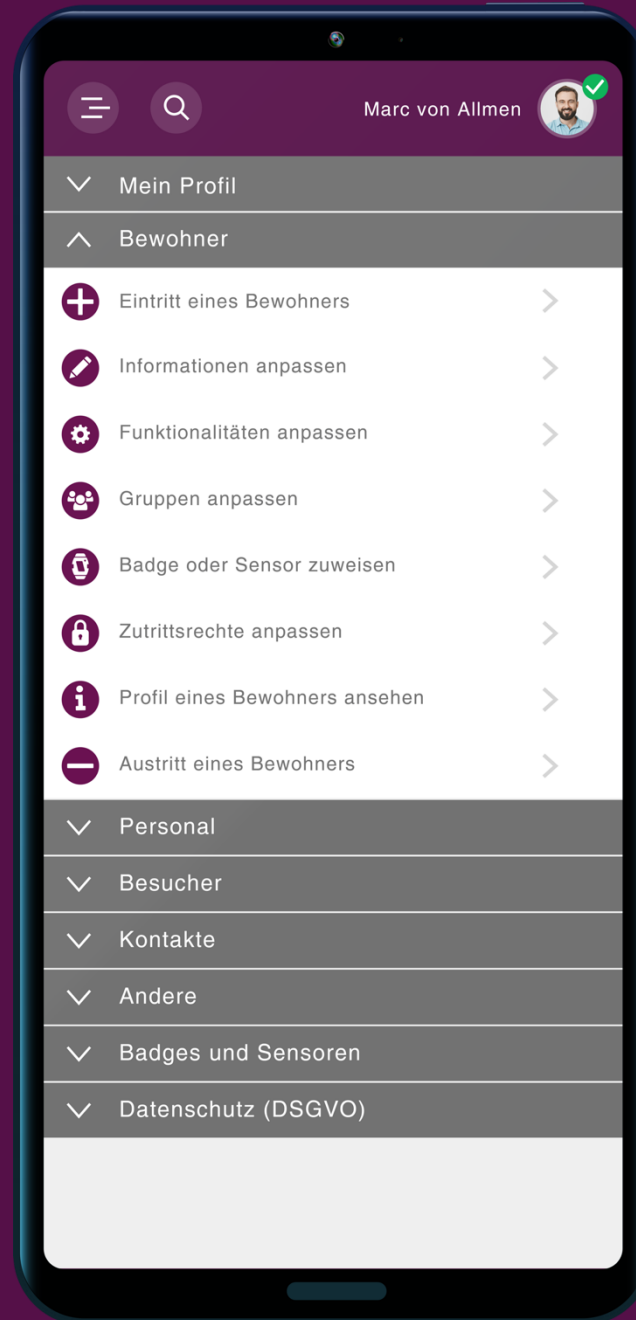 Marc von Allmen
Mein Profil
Bewohner
Eintritt eines Bewohners
Informationen anpassen
Funktionalitäten anpassen
Gruppen anpassen
Badge oder Sensor zuweisen
Zutrittsrechte anpassen
Profil eines Bewohners ansehen
Austritt eines Bewohners
Personal
Besucher
Kontakte
Andere
Badges und Sensoren
Datenschutz (DSGVO)